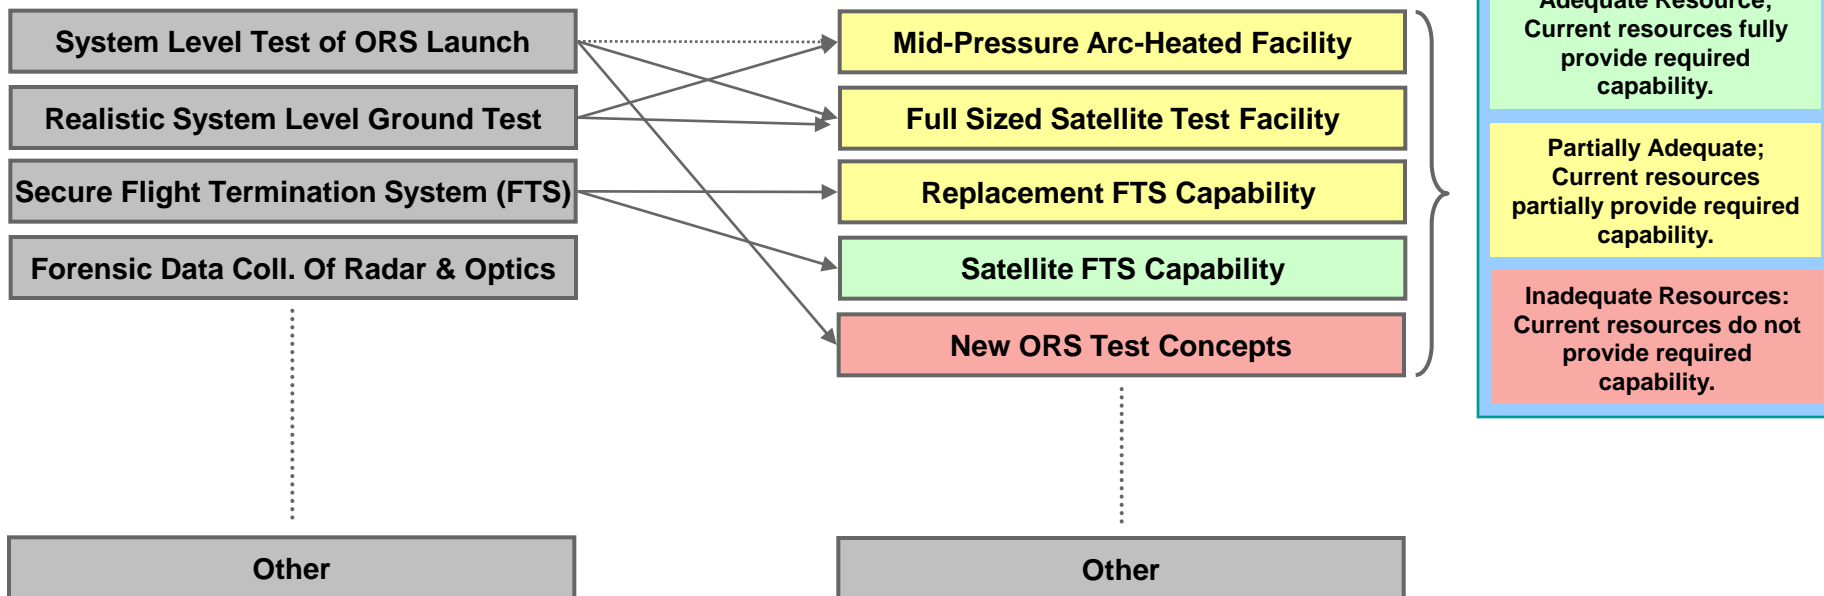 System Level Test of ORS Launch
Realistic System Level Ground Test
Secure Flight Termination System (FTS)
Forensic Data Coll. Of Radar & Optics
Other
Mid-Pressure Arc-Heated Facility
Full Sized Satellite Test Facility
Replacement FTS Capability
Satellite FTS Capability
New ORS Test Concepts
Other
Adequate Resource;
Current resources fully
provide required
capability.
Partially Adequate;
Current resources
partially provide required
capability.
Inadequate Resources:
Current resources do not
provide required
capability.